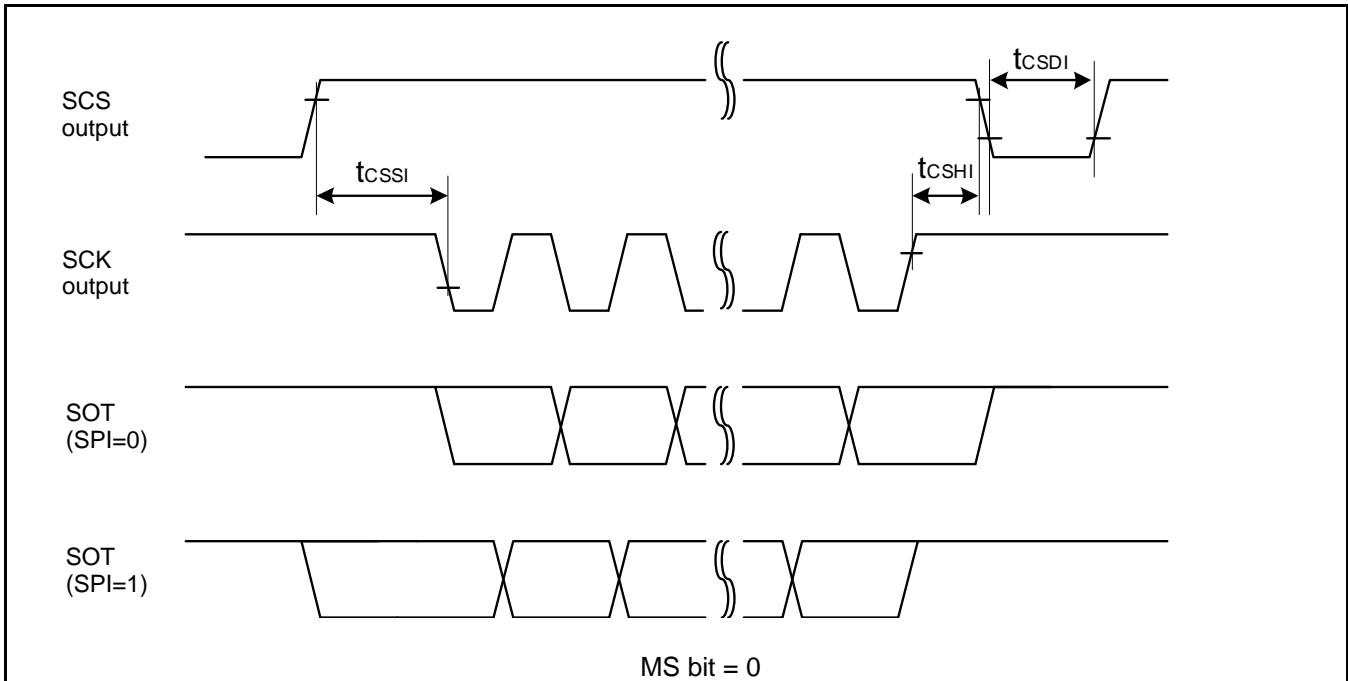 SCS
output
tCSSI
tCSHI
tCSDI
SCK
output
SOT
(SPI=0)
SOT
(SPI=1)
MS bit = 0